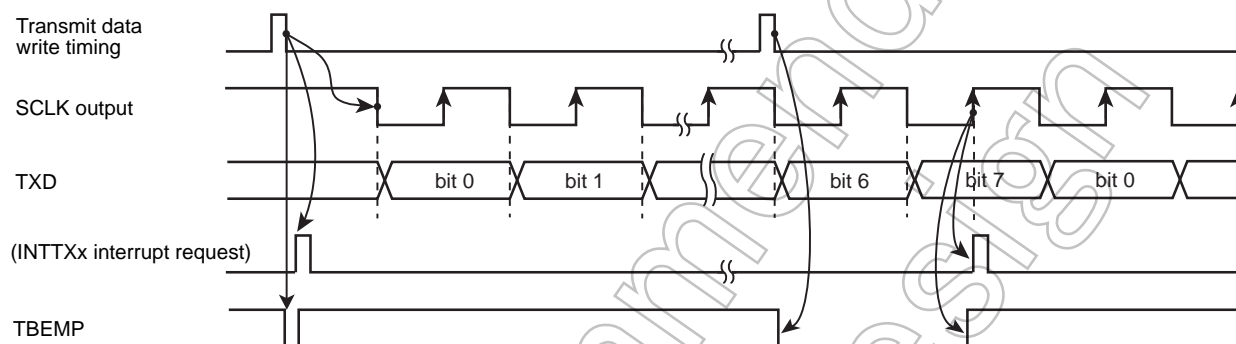 Transmit data
write timing
SCLK output
TXD
bit 0
bit 1
bit 6
bit 7
bit 0
(INTTXx interrupt request)
TBEMP